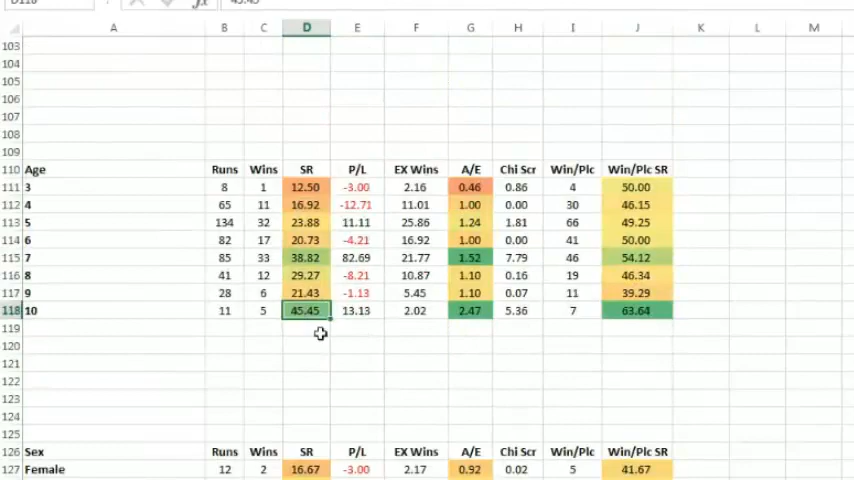 D118 45.45
A B C D E F G H I J K L M
103
104
105
106
107
108
109
110 Age Runs Wins SR P/L EX Wins A/E Chi Scr Win/Plc Win/Plc SR
111 3 8 1 12.50 -3.00 2.16 0.46 0.86 4 50.00
112 4 65 11 16.92 -12.71 11.01 1.00 0.00 30 46.15
113 5 134 32 23.88 11.11 25.86 1.24 1.81 66 49.25
114 6 82 17 20.73 -4.21 16.92 1.00 0.00 41 50.00
115 7 85 33 38.82 82.69 21.77 1.52 7.79 46 54.12
116 8 41 12 29.27 -8.21 10.87 1.10 0.16 19 46.34
117 9 28 6 21.43 -1.13 5.45 1.10 0.07 11 39.29
118 10 11 5 45.45 13.13 2.02 2.47 5.36 7 63.64
119
120
121
122
123
124
125
126 Sex Runs Wins SR P/L EX Wins A/E Chi Scr Win/Plc Win/Plc SR
127 Female 12 2 16.67 -3.00 2.17 0.92 0.02 5 41.67